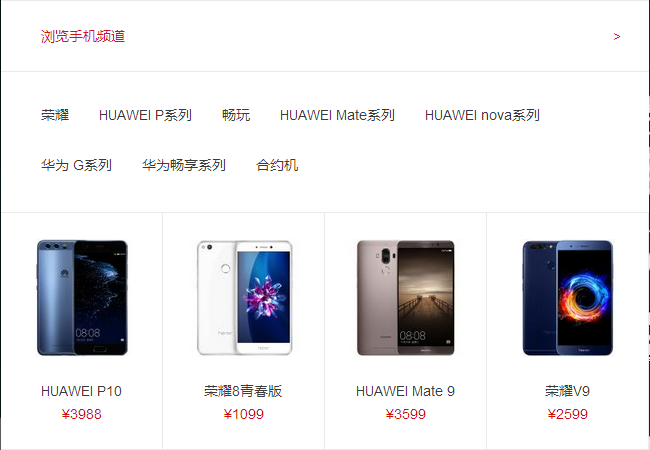 浏览手机频道 >
荣耀 HUAWEI P系列 畅玩 HUAWEI Mate系列 HUAWEI nova系列
华为 G系列 华为畅享系列 合约机
08:08
honor
08:08
honor
HUAWEI P10 荣耀8青春版 HUAWEI Mate 9 荣耀V9
¥3988 ¥1099 ¥3599 ¥2599